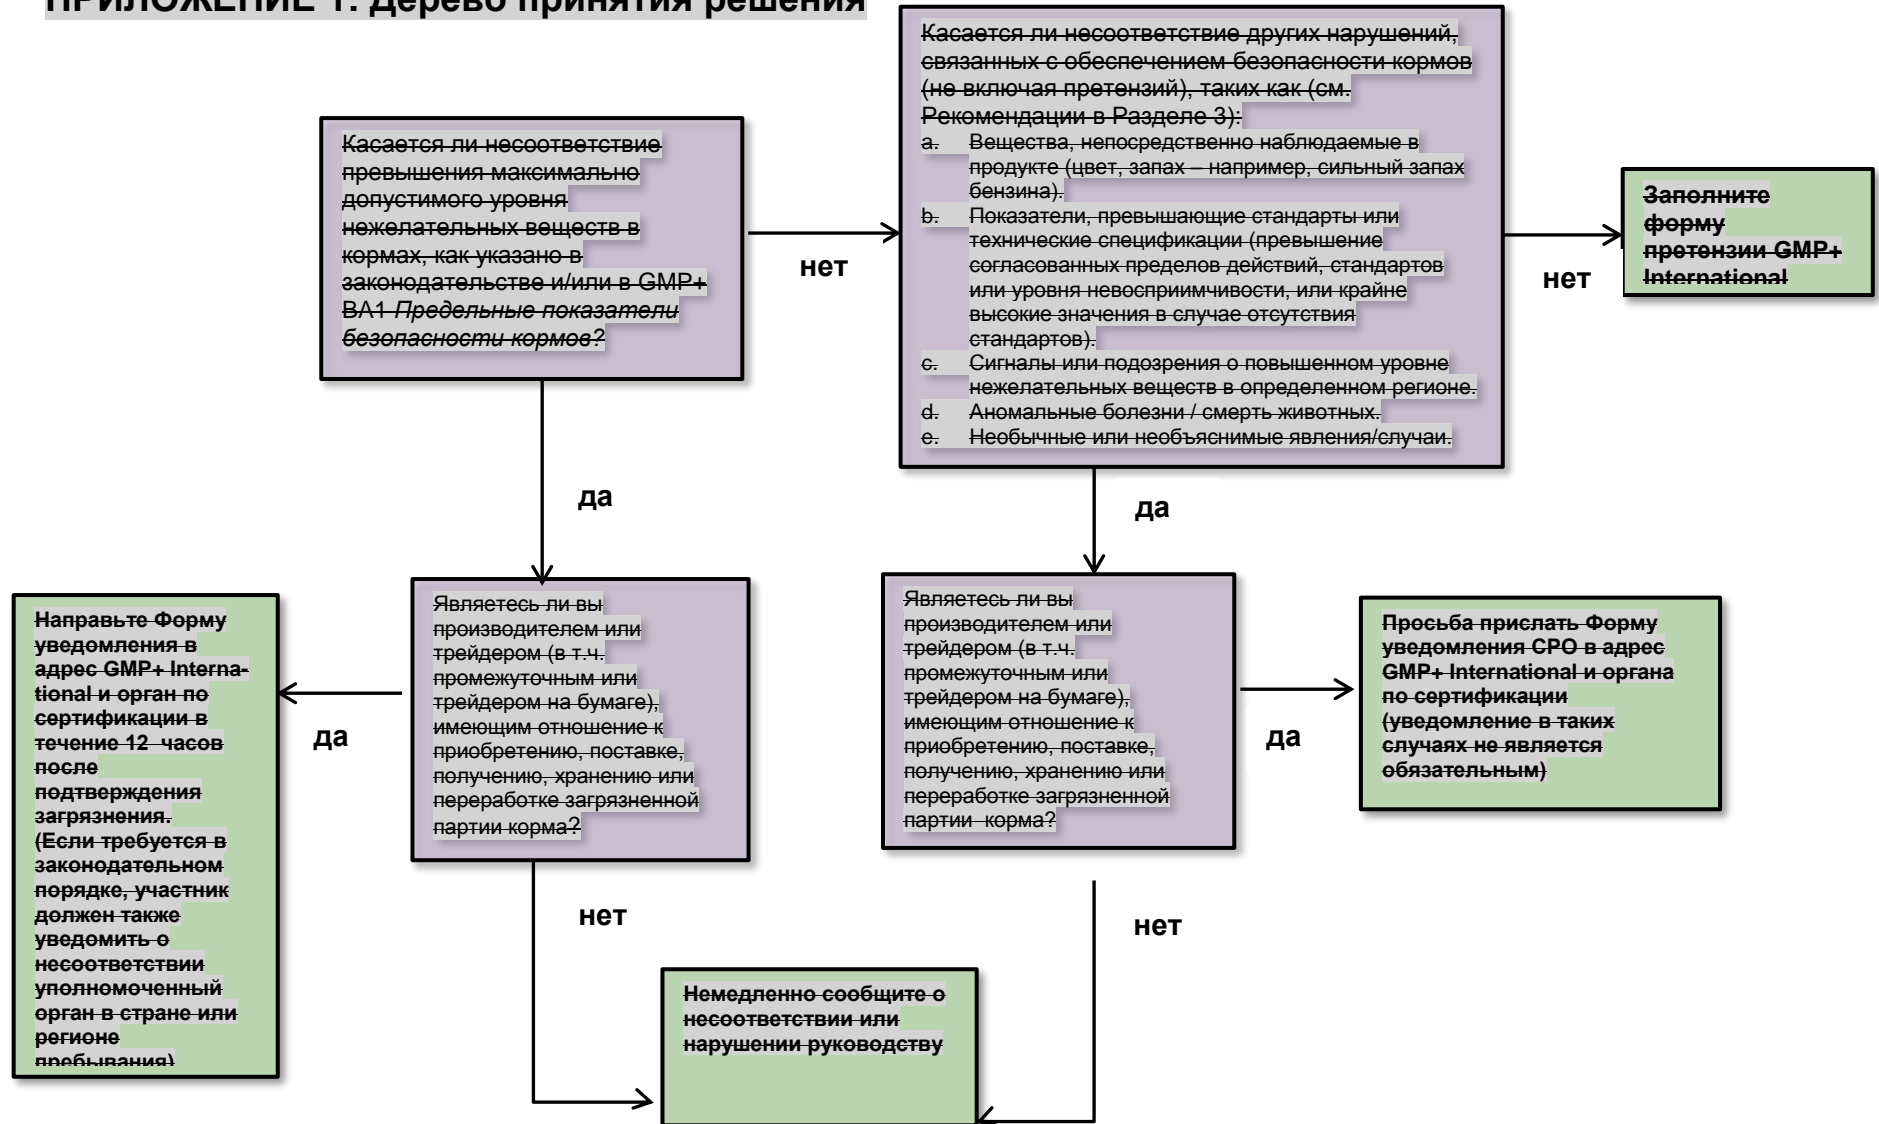 ПРИЛОЖЕНИЕ 1: Дерево принятия решения
Касается ли несоответствие
превышения максимально
допустимого уровня
нежелательных веществ в
кормах, как указано в
законодательстве и/или в GMP+
BA1 Предельные показатели
безопасности кормов?
нет
Касается ли несоответствие других нарушений,
связанных с обеспечением безопасности кормов
(не включая претензий), таких как (см.
Рекомендации в Разделе 3):
a. Вещества, непосредственно наблюдаемые в
продукте (цвет, запах – например, сильный запах
бензина).
b. Показатели, превышающие стандарты или
технические спецификации (превышение
согласованных пределов действий, стандартов
или уровня невосприимчивости, или крайне
высокие значения в случае отсутствия
стандартов).
c. Сигналы или подозрения о повышенном уровне
нежелательных веществ в определенном регионе.
d. Аномальные болезни / смерть животных.
e. Необычные или необъяснимые явления/случаи.
нет
Заполните
форму
претензии GMP+
International
да
да
Направьте Форму
уведомления в
адрес GMP+ Interna-
tional и орган по
сертификации в
течение 12 часов
после
подтверждения
загрязнения.
(Если требуется в
законодательном
порядке, участник
должен также
уведомить о
несоответствии
уполномоченный
орган в стране или
регионе
пребывания)
да
Являетесь ли вы
производителем или
трейдером (в т.ч.
промежуточным или
трейдером на бумаге),
имеющим отношение к
приобретению, поставке,
получению, хранению или
переработке загрязненной
партии корма?
Являетесь ли вы
производителем или
трейдером (в т.ч.
промежуточным или
трейдером на бумаге),
имеющим отношение к
приобретению, поставке,
получению, хранению или
переработке загрязненной
партии корма?
да
Просьба прислать Форму
уведомления СРО в адрес
GMP+ International и органа
по сертификации
(уведомление в таких
случаях не является
обязательным)
нет
нет
Немедленно сообщите о
несоответствии или
нарушении руководству